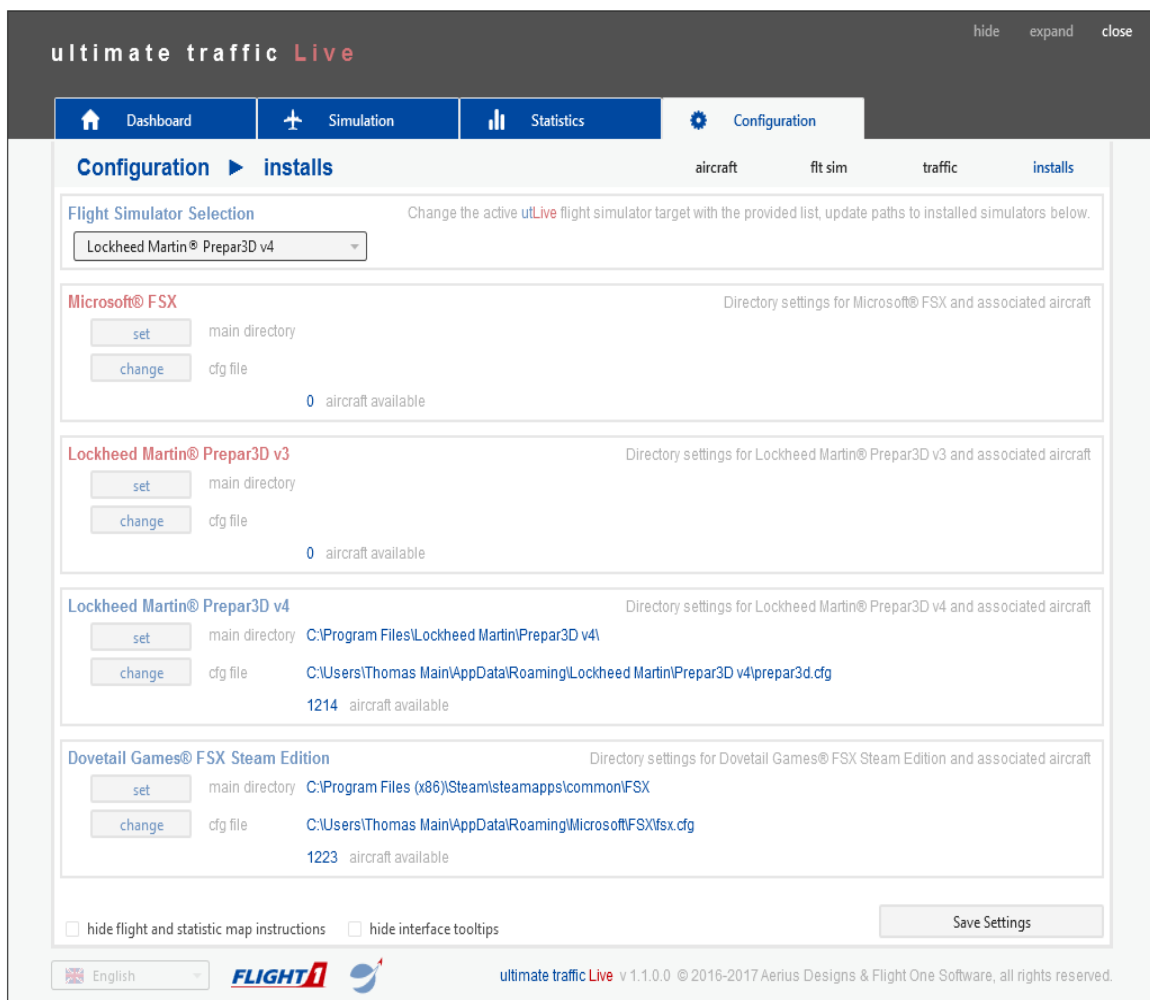 hide expand close
ultimate traffic Live
Dashboard Simulation Statistics Configuration
Configuration ► installs aircraft flt sim traffic installs
Flight Simulator Selection Change the active utLive flight simulator target with the provided list, update paths to installed simulators below.
Lockheed Martin® Prepar3D v4
Microsoft® FSX Directory settings for Microsoft® FSX and associated aircraft
set main directory
change cfg file
0 aircraft available
Lockheed Martin® Prepar3D v3 Directory settings for Lockheed Martin® Prepar3D v3 and associated aircraft
set main directory
change cfg file
0 aircraft available
Lockheed Martin® Prepar3D v4 Directory settings for Lockheed Martin® Prepar3D v4 and associated aircraft
set main directory C:\Program Files\Lockheed Martin\Prepar3D v4\
change cfg file C:\Users\Thomas Main\AppData\Roaming\Lockheed Martin\Prepar3D v4\prepar3d.cfg
1214 aircraft available
Dovetail Games® FSX Steam Edition Directory settings for Dovetail Games® FSX Steam Edition and associated aircraft
set main directory C:\Program Files (x86)\Steam\steamapps\common\FSX
change cfg file C:\Users\Thomas Main\AppData\Roaming\Microsoft\FSX\fsx.cfg
1223 aircraft available
hide flight and statistic map instructions hide interface tooltips Save Settings
English FLIGHT1 ultimate traffic Live v 1.1.0.0 © 2016-2017 Aerius Designs & Flight One Software, all rights reserved.